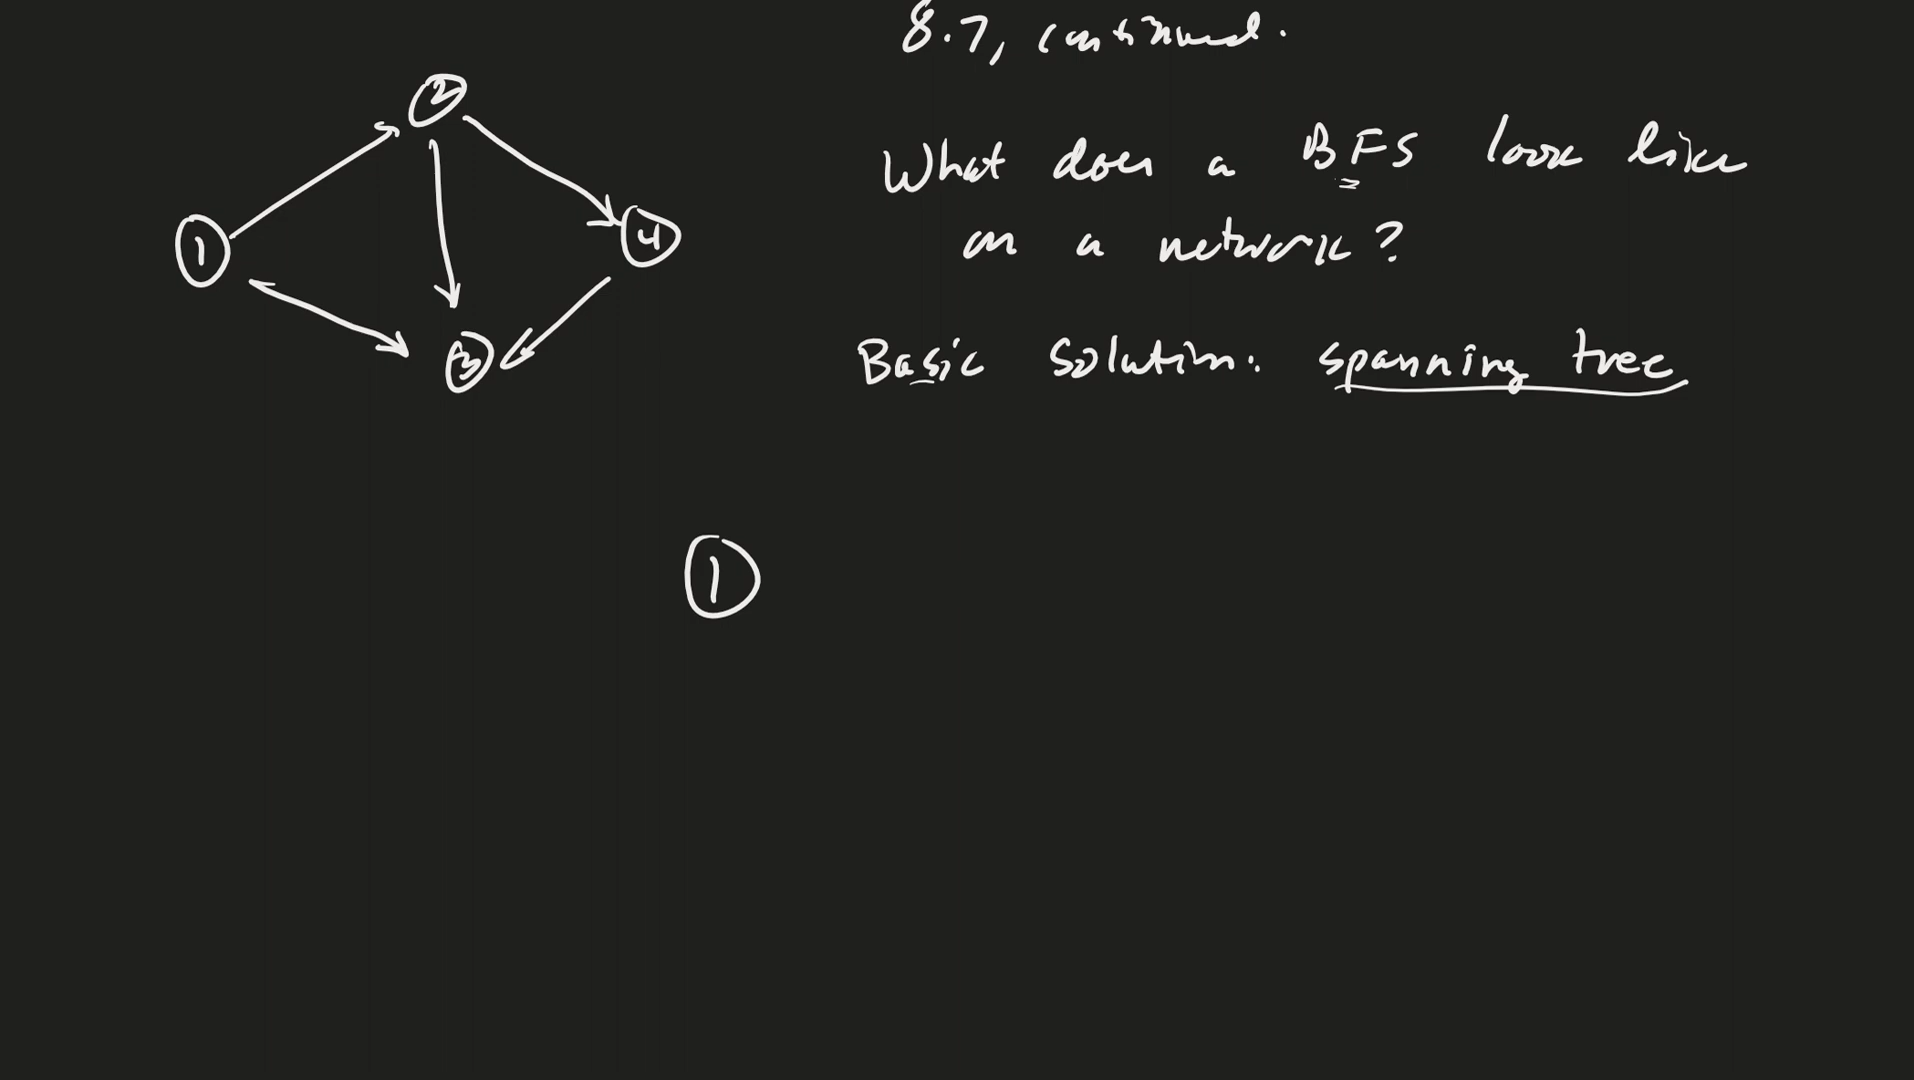 8.7, continued.
2
What does a BFS look like
1
4
on a network?
3
Basic solution: spanning tree
1